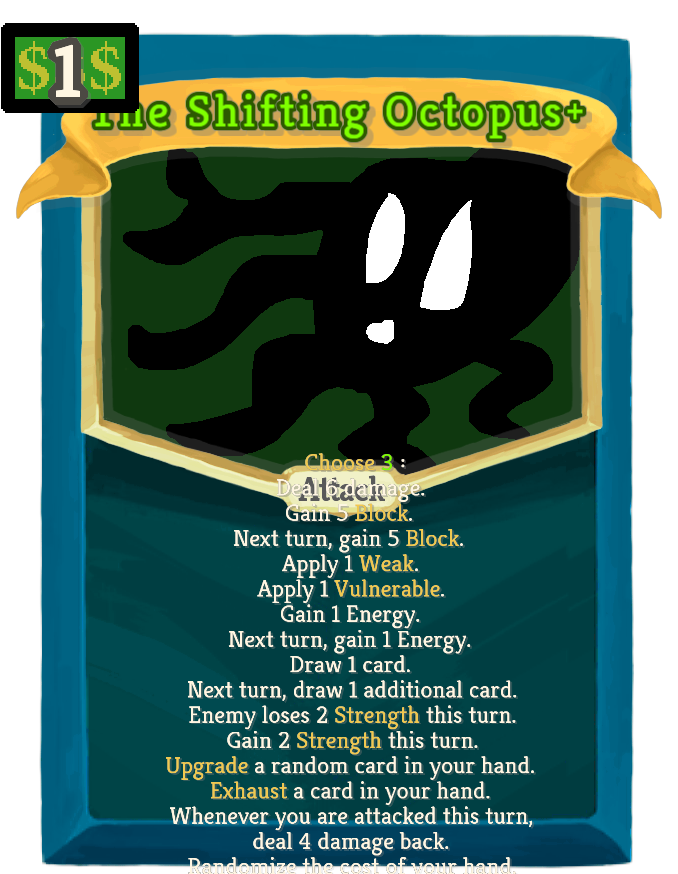 $1$
The Shifting Octopus+
Choose 3 :
Attack
Deal 6 damage.
Gain 5 Block.
Next turn, gain 5 Block.
Apply 1 Weak.
Apply 1 Vulnerable.
Gain 1 Energy.
Next turn, gain 1 Energy.
Draw 1 card.
Next turn, draw 1 additional card.
Enemy loses 2 Strength this turn.
Gain 2 Strength this turn.
Upgrade a random card in your hand.
Exhaust a card in your hand.
Whenever you are attacked this turn,
deal 4 damage back.
Randomize the cost of your hand.